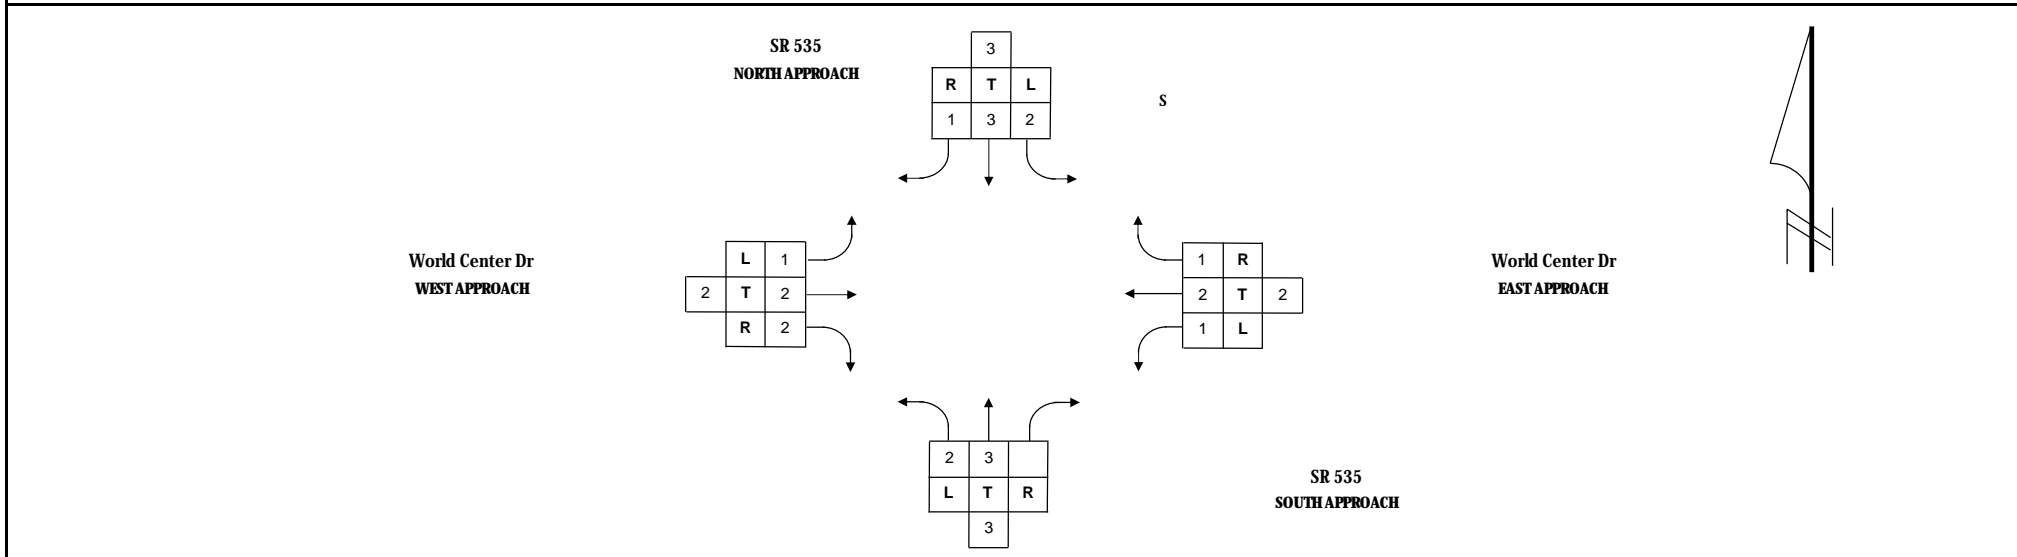 SR 535
NORTH APPROACH
3
R T L
1 3 2
S
World Center Dr
WEST APPROACH
L 1
2 T 2
R 2
1 R
2 T 2
1 L
World Center Dr
EAST APPROACH
N
2 3
L T R
3
SR 535
SOUTH APPROACH